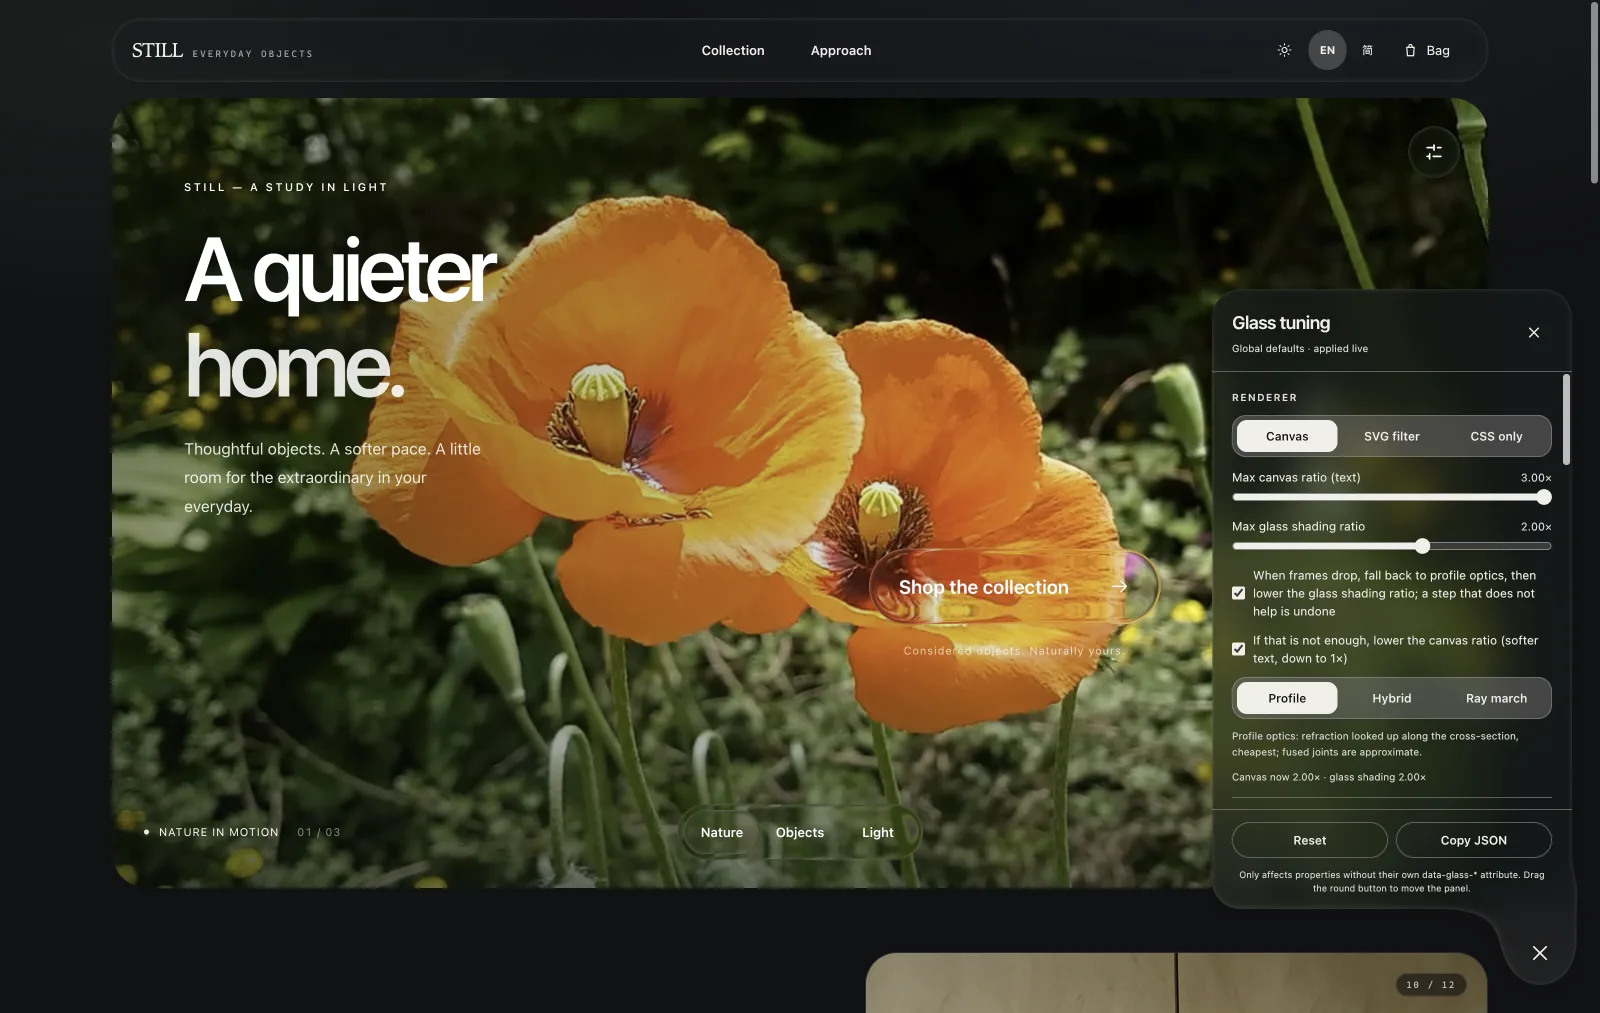 STILL EVERYDAY OBJECTS
Collection
Approach
EN
简
Bag
STILL — A STUDY IN LIGHT
A quieter
home.
Thoughtful objects. A softer pace. A little
room for the extraordinary in your
everyday.
Shop the collection →
Considered objects. Naturally yours.
NATURE IN MOTION 01 / 03
Nature
Objects
Light
Glass tuning
Global defaults · applied live
RENDERER
Canvas
SVG filter
CSS only
Max canvas ratio (text) 3.00×
Max glass shading ratio 2.00×
When frames drop, fall back to profile optics, then
lower the glass shading ratio; a step that does not
help is undone
If that is not enough, lower the canvas ratio (softer
text, down to 1×)
Profile
Hybrid
Ray march
Profile optics: refraction looked up along the cross-section,
cheapest; fused joints are approximate.
Canvas now 2.00× · glass shading 2.00×
Reset
Copy JSON
Only affects properties without their own data-glass-* attribute. Drag
the round button to move the panel.
10 / 12